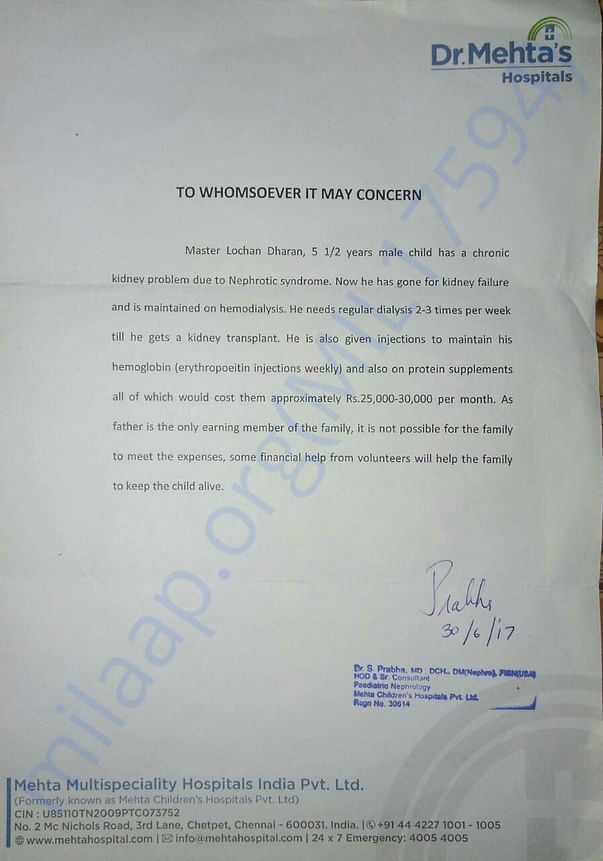 Dr.Mehta's
Hospitals
TO WHOMSOEVER IT MAY CONCERN
Master Lochan Dharan, 5 1/2 years male child has a chronic
kidney problem due to Nephrotic syndrome. Now he has gone for kidney failure
and is maintained on hemodialysis. He needs regular dialysis 2-3 times per week
till he gets a kidney transplant. He is also given injections to maintain his
hemoglobin (erythropoeitin injections weekly) and also on protein supplements
all of which would cost them approximately Rs.25,000-30,000 per month. As
father is the only earning member of the family, it is not possible for the family
to meet the expenses, some financial help from volunteers will help the family
to keep the child alive.
Prabha
30/6/17
Dr. S. Prabha, MD., DCH., DM(Nephro), FISN(USA)
HOD & Sr. Consultant
Paediatric Nephrology
Mehta Children's Hospitals Pvt. Ltd.
Regn No. 30614
milaap.org(MIL175947
Mehta Multispeciality Hospitals India Pvt. Ltd.
(Formerly known as Mehta Children's Hospitals Pvt. Ltd)
CIN : U85110TN2009PTC073752
No. 2 Mc Nichols Road, 3rd Lane, Chetpet, Chennai - 600031. India. | +91 44 4227 1001 - 1005
www.mehtahospital.com | info@mehtahospital.com | 24 x 7 Emergency: 4005 4005